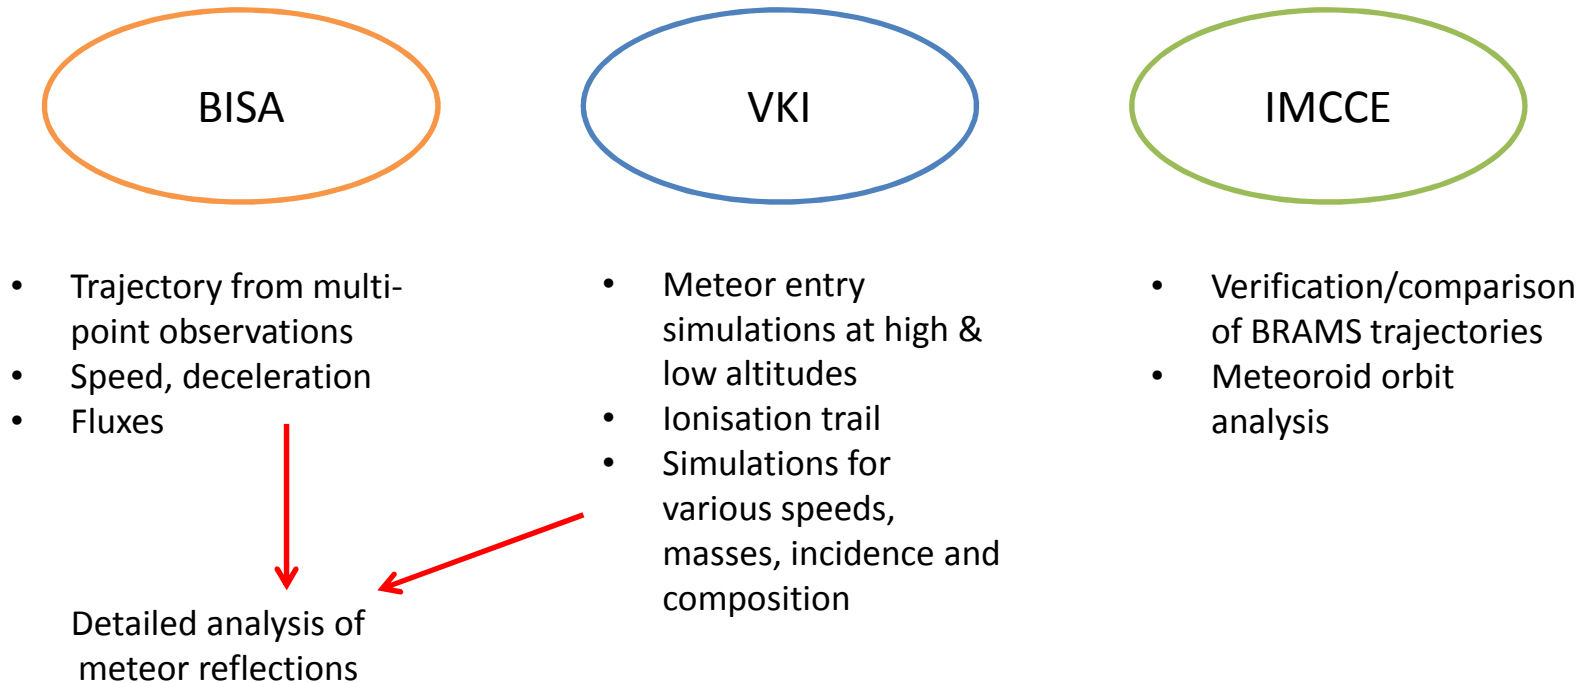 BISA
VKI
IMCCE
• Trajectory from multi-
point observations
• Speed, deceleration
• Fluxes
Detailed analysis of
meteor reflections
• Meteor entry
simulations at high &
low altitudes
• Ionisation trail
• Simulations for
various speeds,
masses, incidence and
composition
• Verification/comparison
of BRAMS trajectories
• Meteoroid orbit
analysis